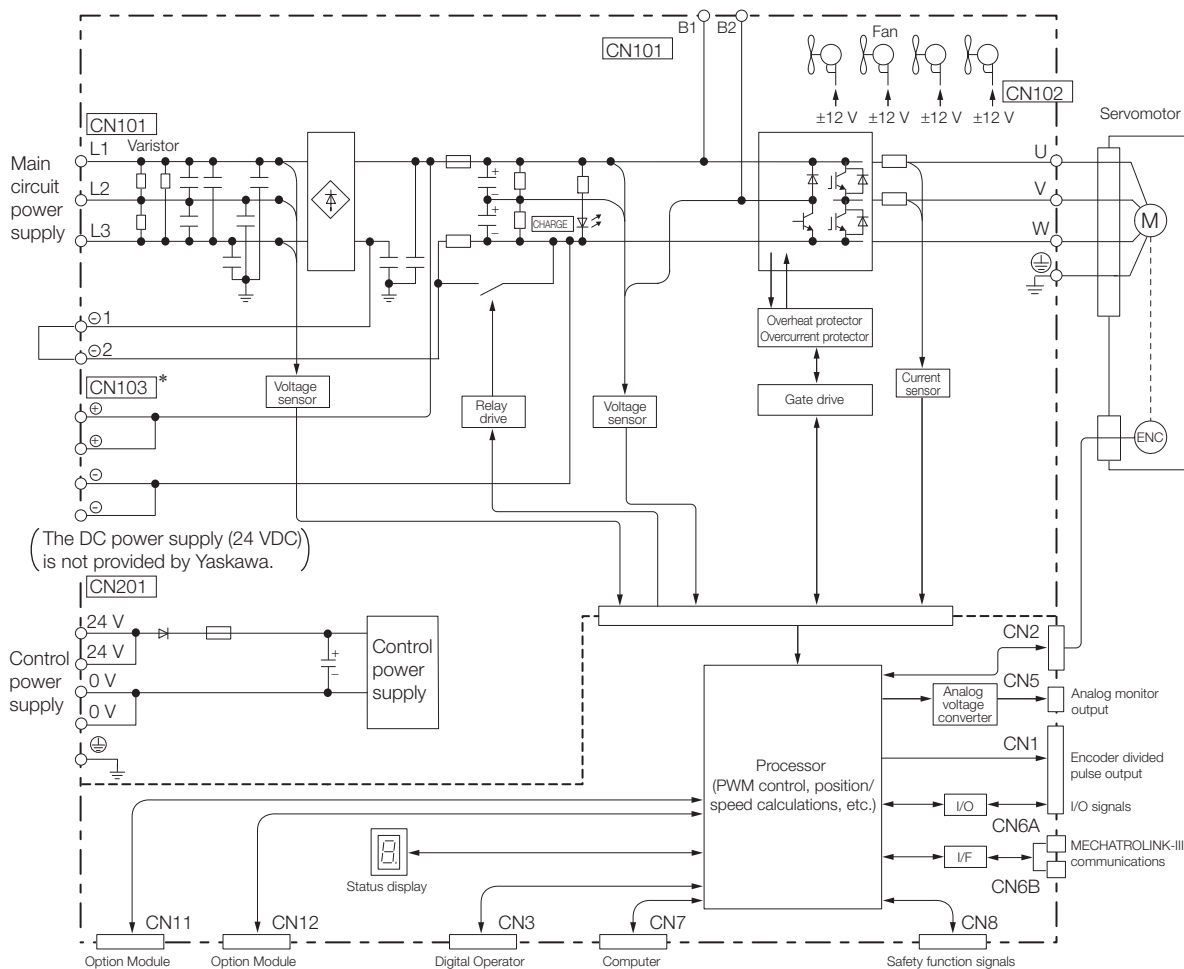 B1
B2
CN101
Fan
CN102
±12 V
±12 V
±12 V
±12 V
Servomotor
CN101
Varistor
Main
circuit
power
supply
L1
L2
L3
+
–
+
–
CHARGE
U
V
W
M
⊖1
⊖2
Overheat protector
Overcurrent protector
CN103 *
Voltage
sensor
Relay
drive
Voltage
sensor
Gate drive
Current
sensor
⊕
⊕
⊖
⊖
ENC
(The DC power supply (24 VDC)
is not provided by Yaskawa.)
CN201
24 V
24 V
0 V
0 V
Control
power
supply
+
–
Control
power
supply
CN2
CN5
Analog
voltage
converter
Analog monitor
output
CN1
Processor
(PWM control, position/
speed calculations, etc.)
Encoder divided
pulse output
I/O
I/O signals
CN6A
I/F
MECHATROLINK-III
communications
CN6B
8.
Status display
CN11
CN12
CN3
CN7
CN8
Option Module
Option Module
Digital Operator
Computer
Safety function signals